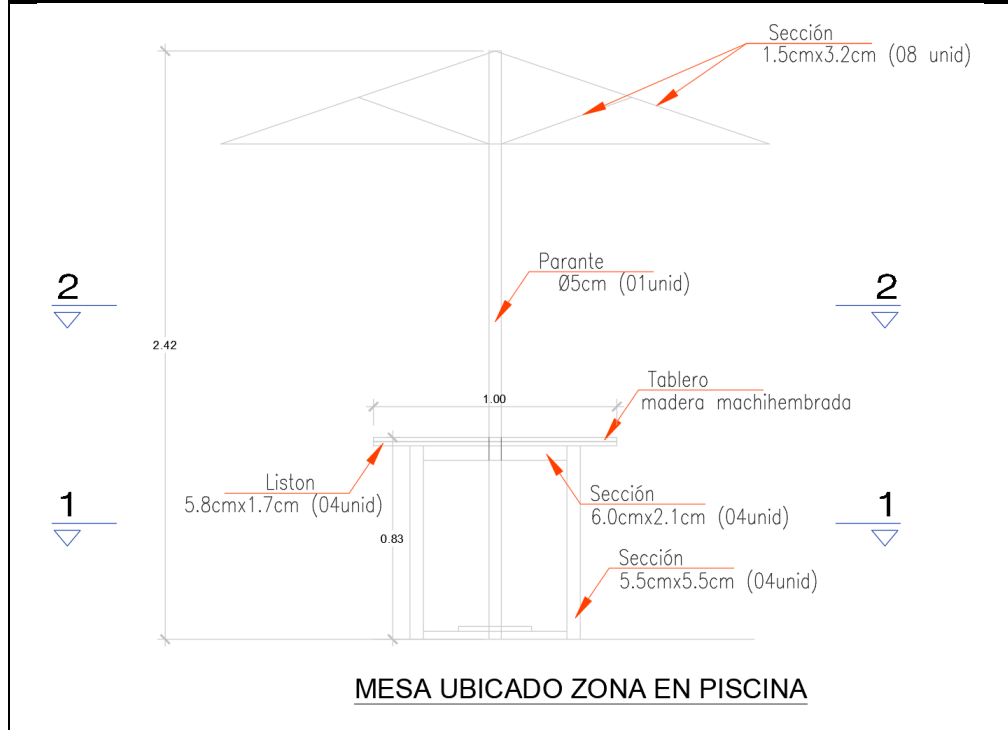 Sección
1.5cmx3.2cm (08 unid)
Parante
Ø5cm (01unid)
2
2
2.42
Tablero
madera machihembrada
1.00
Liston
5.8cmx1.7cm (04unid)
Sección
6.0cmx2.1cm (04unid)
1
1
0.83
Sección
5.5cmx5.5cm (04unid)
MESA UBICADO ZONA EN PISCINA